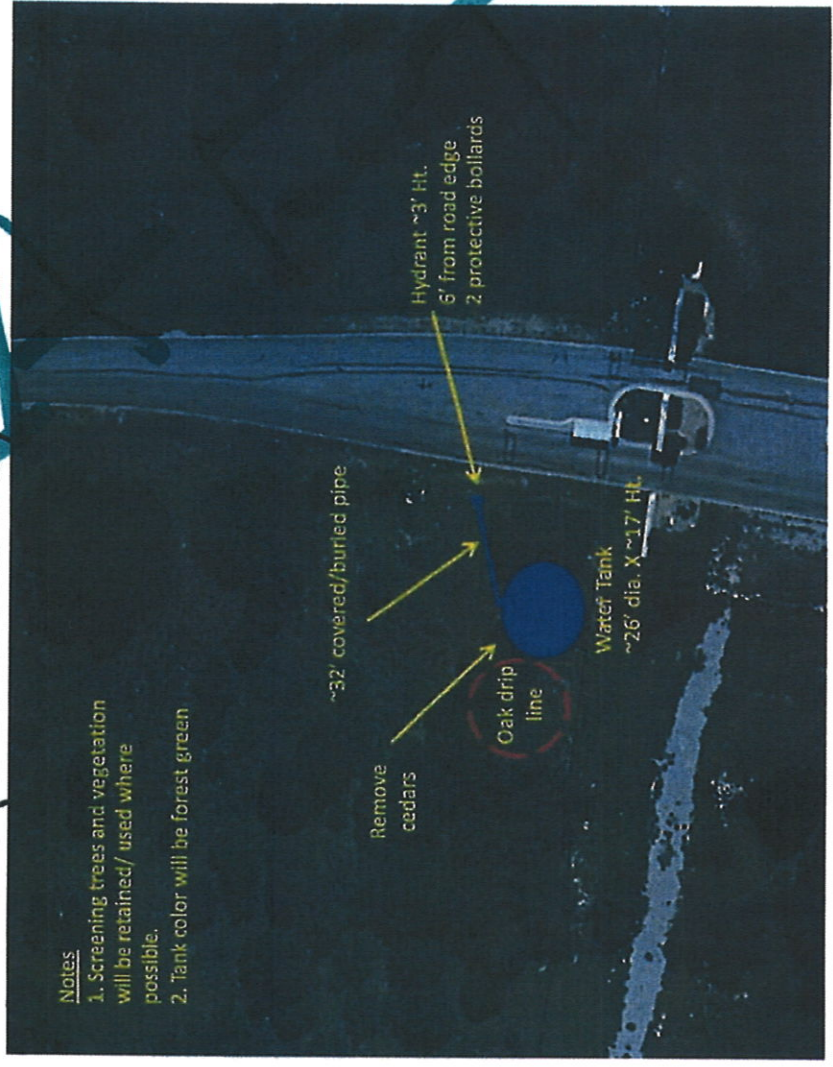 Notes
1. Screening trees and vegetation
will be retained/ used where
possible.
2. Tank color will be forest green
Remove
cedars
~32' covered/buried pipe
Hydrant ~3' Ht.
6' from road edge
2 protective bollards
Oak drip
line
Water Tank
~26' dia. X ~17' Ht.